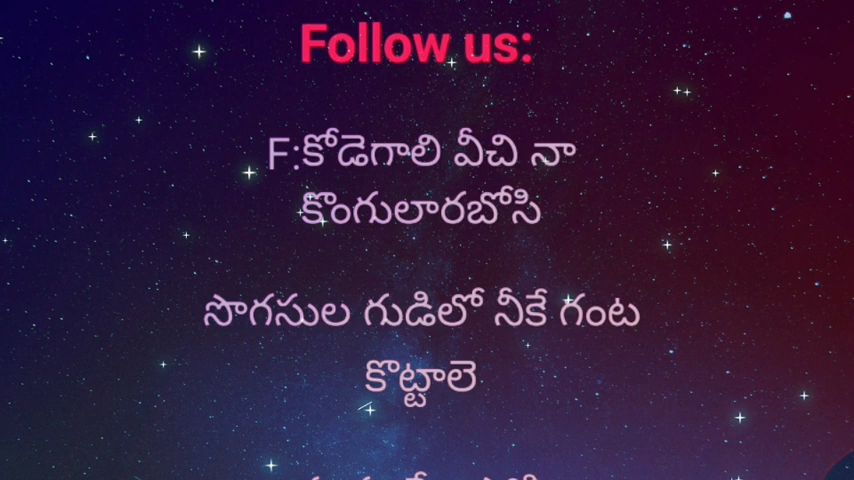 Follow us:
F:కోడెగాలి వీచి నా
కొంగులారబోసి
సొగసుల గుడిలో నీకే గంట
కొట్టాలె